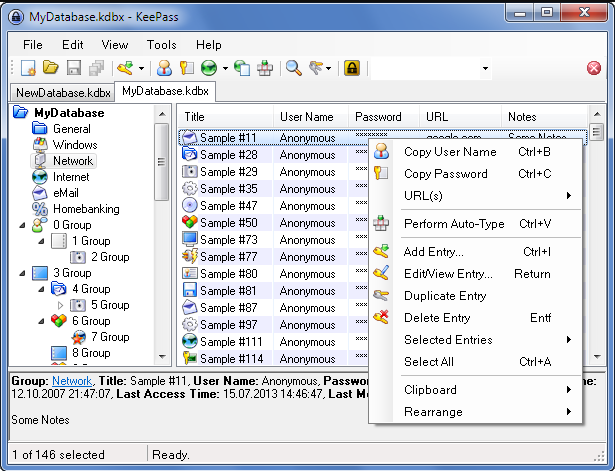 MyDatabase.kdbx - KeePass
File Edit View Tools Help
NewDatabase.kdbx MyDatabase.kdbx
MyDatabase
General
Windows
Network
Internet
eMail
Homebanking
0 Group
1 Group
2 Group
3 Group
4 Group
5 Group
6 Group
7 Group
8 Group
Title User Name Password URL Notes
Sample #11 Anonymous ******** google.com Some Notes
Sample #28 Anonymous
Sample #29 Anonymous
Sample #35 Anonymous
Sample #47 Anonymous
Sample #50 Anonymous
Sample #73 Anonymous
Sample #77 Anonymous
Sample #80 Anonymous
Sample #81 Anonymous
Sample #87 Anonymous
Sample #97 Anonymous
Sample #111 Anonymous
Sample #114 Anonymous
Copy User Name Ctrl+B
Copy Password Ctrl+C
URL(s)
Perform Auto-Type Ctrl+V
Add Entry... Ctrl+I
Edit/View Entry... Return
Duplicate Entry
Delete Entry Entf
Selected Entries
Select All Ctrl+A
Clipboard
Rearrange
Group: Network, Title: Sample #11, User Name: Anonymous, me:
12.10.2007 21:47:07, Last Access Time: 15.07.2013 14:46:47, Last
Some Notes
1 of 146 selected Ready.